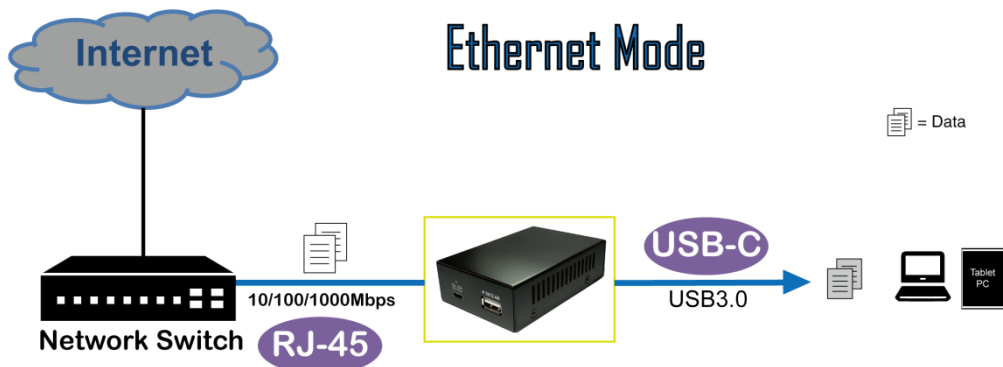 Internet
Ethernet Mode
= Data
10/100/1000Mbps
RJ-45
Network Switch
USB-C
USB3.0
Tablet
PC